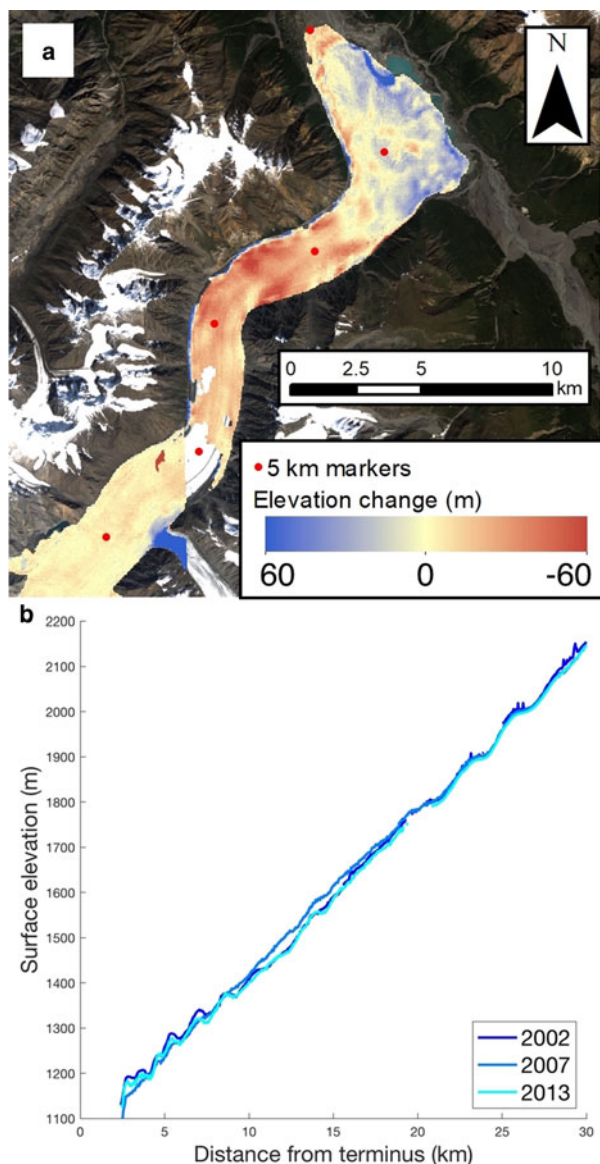 a
N
0 2.5 5 10
km
5 km markers
Elevation change (m)
60 0 -60
b
2200
2100
2000
1900
1800
1700
1600
1500
1400
1300
1200
1100
Surface elevation (m)
2002
2007
2013
0 5 10 15 20 25 30
Distance from terminus (km)